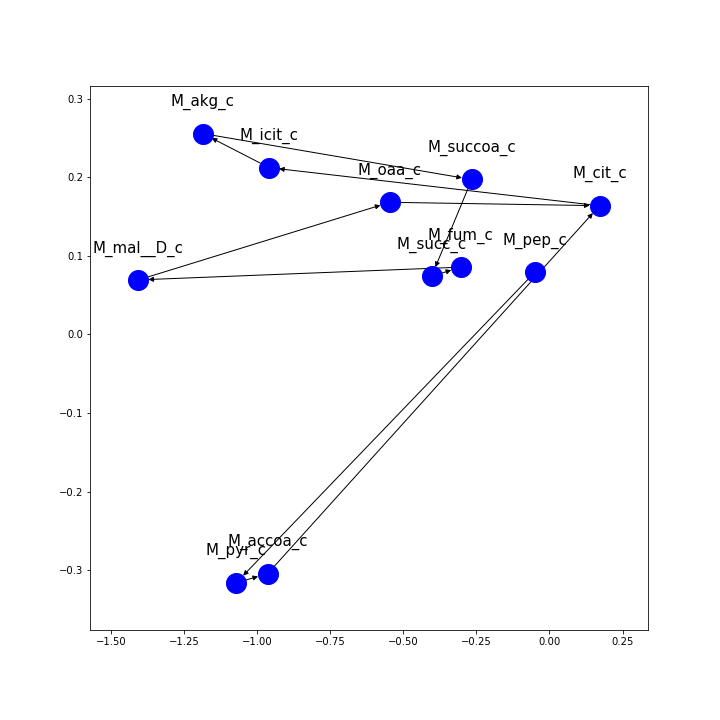 0.3
0.2
0.1
0.0
−0.1
−0.2
−0.3
M_akg_c
M_icit_c
M_succoa_c
M_oaa_c
M_cit_c
M_fum_c
M_pep_c
M_succ_c
M_mal__D_c
M_accoa_c
M_pyr_c
−1.50 −1.25 −1.00 −0.75 −0.50 −0.25 0.00 0.25